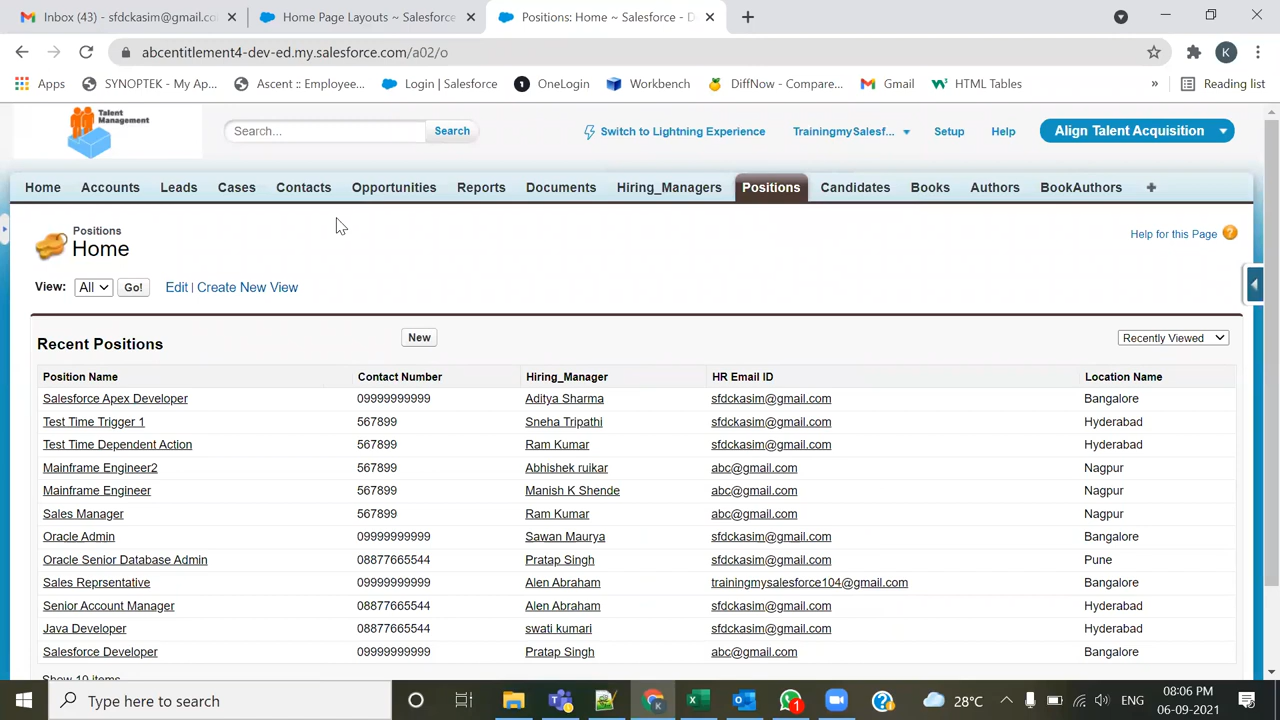 Inbox (43) - sfdckasim@gmail.co
Home Page Layouts ~ Salesforce
Positions: Home ~ Salesforce - D
abcentitlement4-dev-ed.my.salesforce.com/a02/o
K
Apps
SYNOPTEK - My Ap...
Ascent :: Employee...
Login | Salesforce
OneLogin
Workbench
DiffNow - Compare...
Gmail
HTML Tables
»
Reading list
Talent
Management
Search...
Search
Switch to Lightning Experience
TrainingmySalesf...
Setup
Help
Align Talent Acquisition
Home
Accounts
Leads
Cases
Contacts
Opportunities
Reports
Documents
Hiring_Managers
Positions
Candidates
Books
Authors
BookAuthors
Positions
Home
Help for this Page
View: All Go! Edit | Create New View
Recent Positions
New
Recently Viewed
Position Name Contact Number Hiring_Manager HR Email ID Location Name
Salesforce Apex Developer 09999999999 Aditya Sharma sfdckasim@gmail.com Bangalore
Test Time Trigger 1 567899 Sneha Tripathi sfdckasim@gmail.com Hyderabad
Test Time Dependent Action 567899 Ram Kumar sfdckasim@gmail.com Hyderabad
Mainframe Engineer2 567899 Abhishek ruikar abc@gmail.com Nagpur
Mainframe Engineer 567899 Manish K Shende abc@gmail.com Nagpur
Sales Manager 567899 Ram Kumar abc@gmail.com Nagpur
Oracle Admin 09999999999 Sawan Maurya sfdckasim@gmail.com Bangalore
Oracle Senior Database Admin 08877665544 Pratap Singh sfdckasim@gmail.com Pune
Sales Reprsentative 09999999999 Alen Abraham trainingmysalesforce104@gmail.com Bangalore
Senior Account Manager 08877665544 Alen Abraham sfdckasim@gmail.com Hyderabad
Java Developer 08877665544 swati kumari sfdckasim@gmail.com Hyderabad
Salesforce Developer 09999999999 Pratap Singh abc@gmail.com Bangalore
Show 10 items
Type here to search
1
28°C
ENG
08:06 PM
06-09-2021